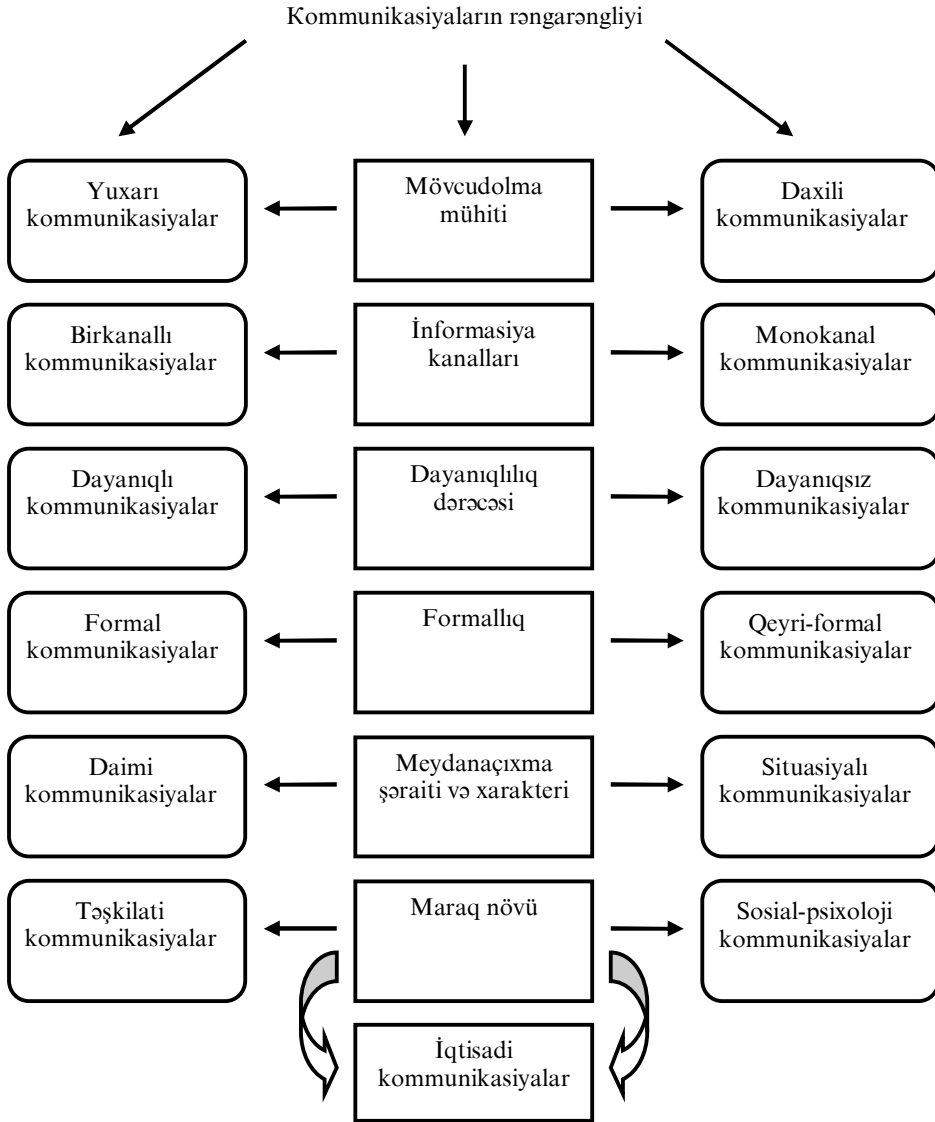 Kommunikasiyaların rəngarəngliyi
Yuxarı
kommunikasiyalar
Mövcudolma
mühiti
Daxili
kommunikasiyalar
Birkanallı
kommunikasiyalar
İnformasiya
kanalları
Monokanal
kommunikasiyalar
Dayanıqlı
kommunikasiyalar
Dayanıqlılıq
dərəcəsi
Dayanıqsız
kommunikasiyalar
Formal
kommunikasiyalar
Formallıq
Qeyri-formal
kommunikasiyalar
Daimi
kommunikasiyalar
Meydanaçıxma
şəraiti və xarakteri
Situasiyalı
kommunikasiyalar
Təşkilati
kommunikasiyalar
Maraq növü
Sosial-psixoloji
kommunikasiyalar
İqtisadi
kommunikasiyalar